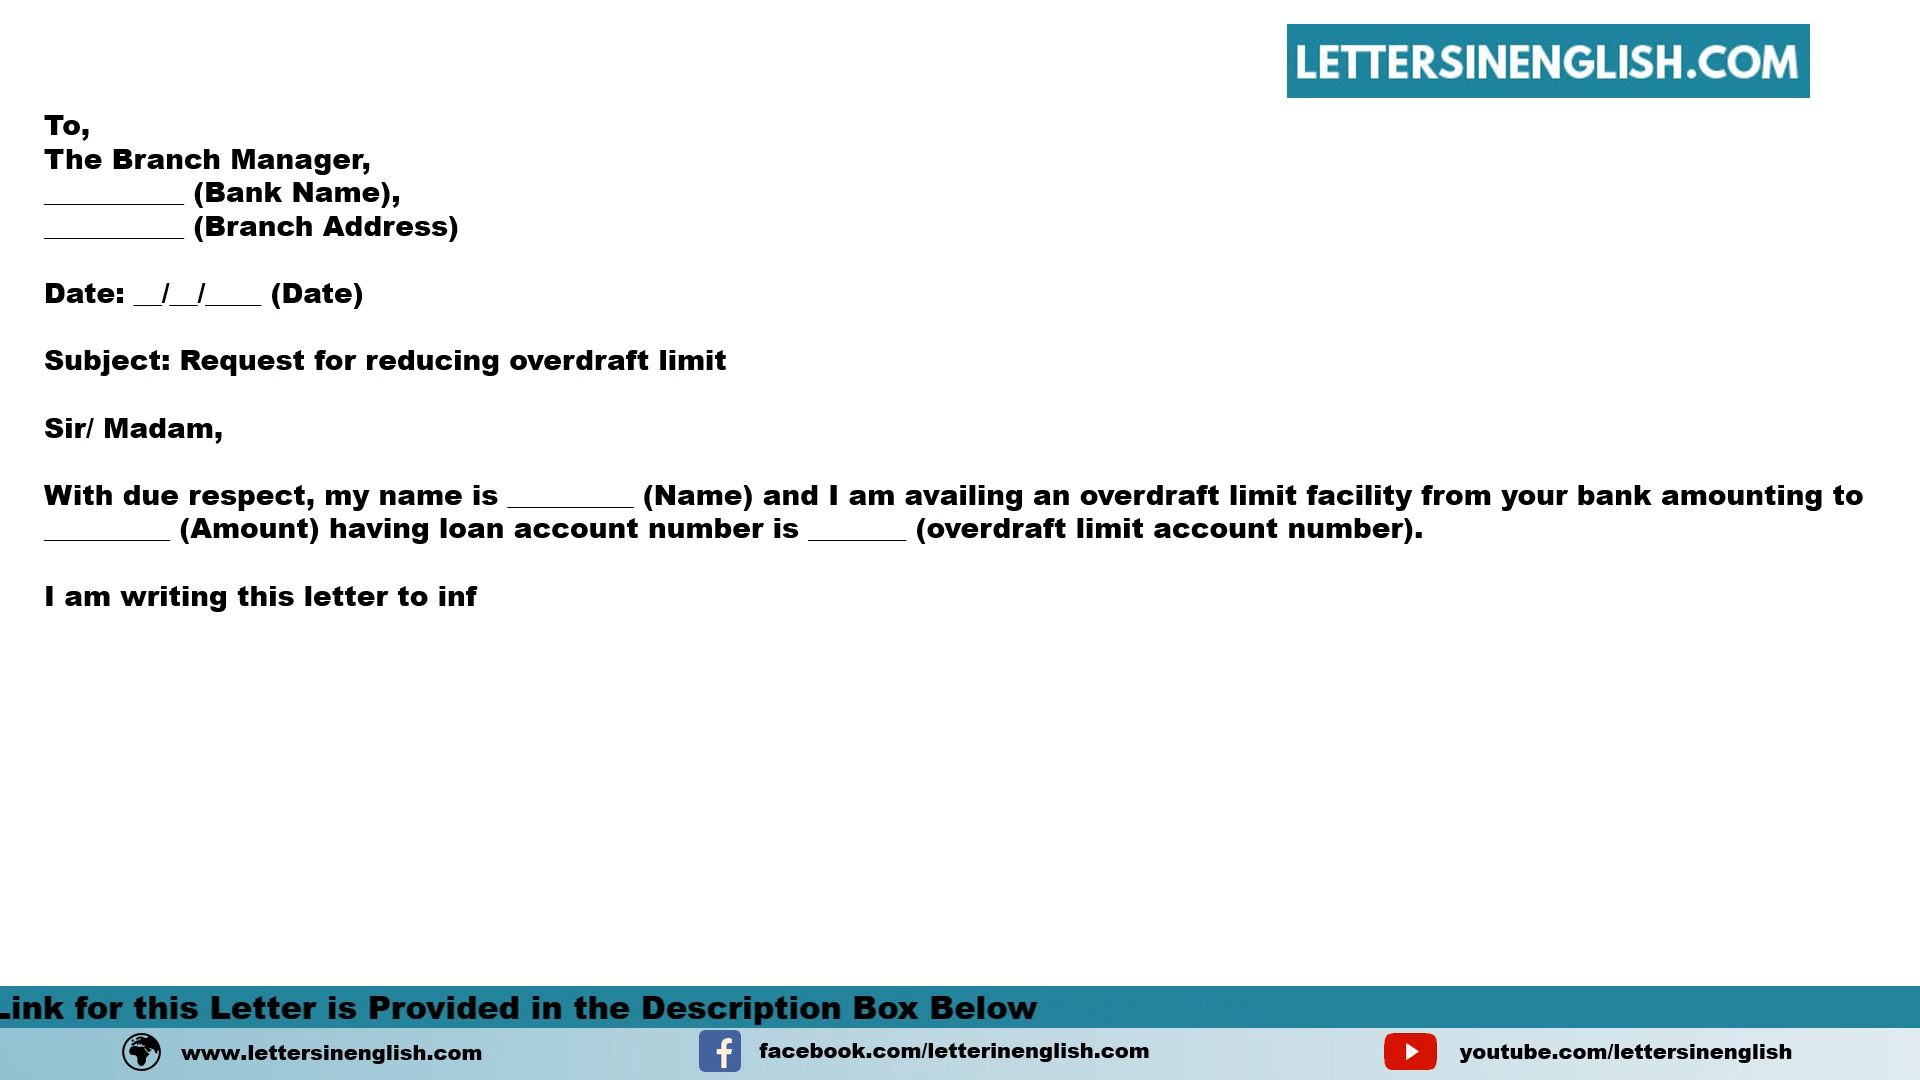 LETTERSINENGLISH.COM
To,
The Branch Manager,
__________ (Bank Name),
__________ (Branch Address)
Date: __/__/____ (Date)
Subject: Request for reducing overdraft limit
Sir/ Madam,
With due respect, my name is _________ (Name) and I am availing an overdraft limit facility from your bank amounting to
_________ (Amount) having loan account number is _______ (overdraft limit account number).
I am writing this letter to inf
Link for this Letter is Provided in the Description Box Below
www.lettersinenglish.com
facebook.com/letterinenglish.com
youtube.com/lettersinenglish